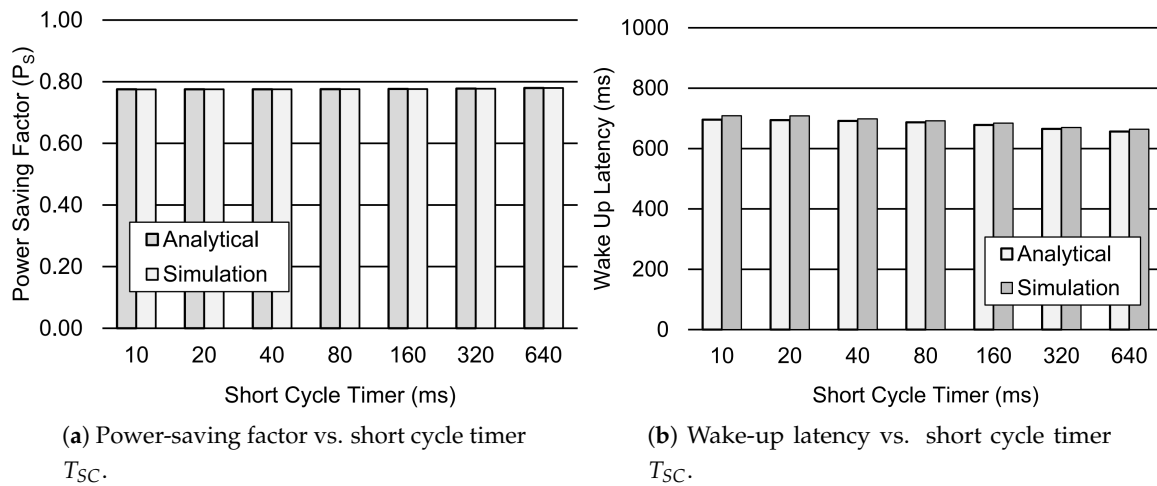 1.00
0.80
0.60
0.40
0.20
0.00
Power Saving Factor (PS)
Analytical
Simulation
10 20 40 80 160 320 640
Short Cycle Timer (ms)
(a) Power-saving factor vs. short cycle timer
TSC.
1000
800
600
400
200
0
Wake Up Latency (ms)
Analytical
Simulation
10 20 40 80 160 320 640
Short Cycle Timer (ms)
(b) Wake-up latency vs. short cycle timer
TSC.